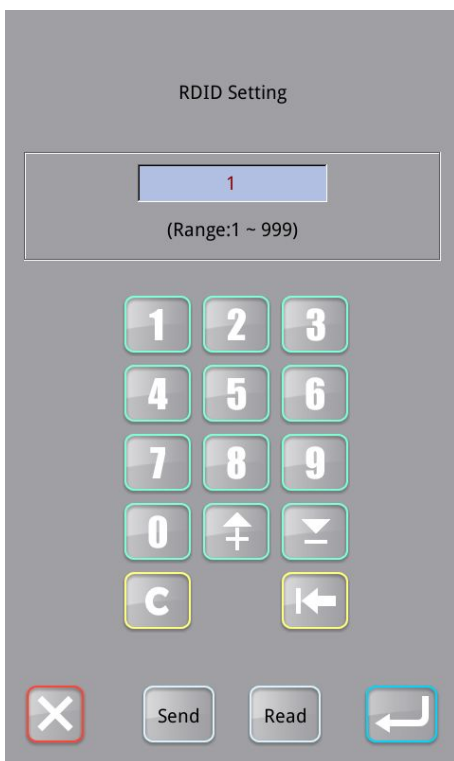 RDID Setting
1
(Range:1 ~ 999)
1 2 3
4 5 6
7 8 9
0
C
Send Read